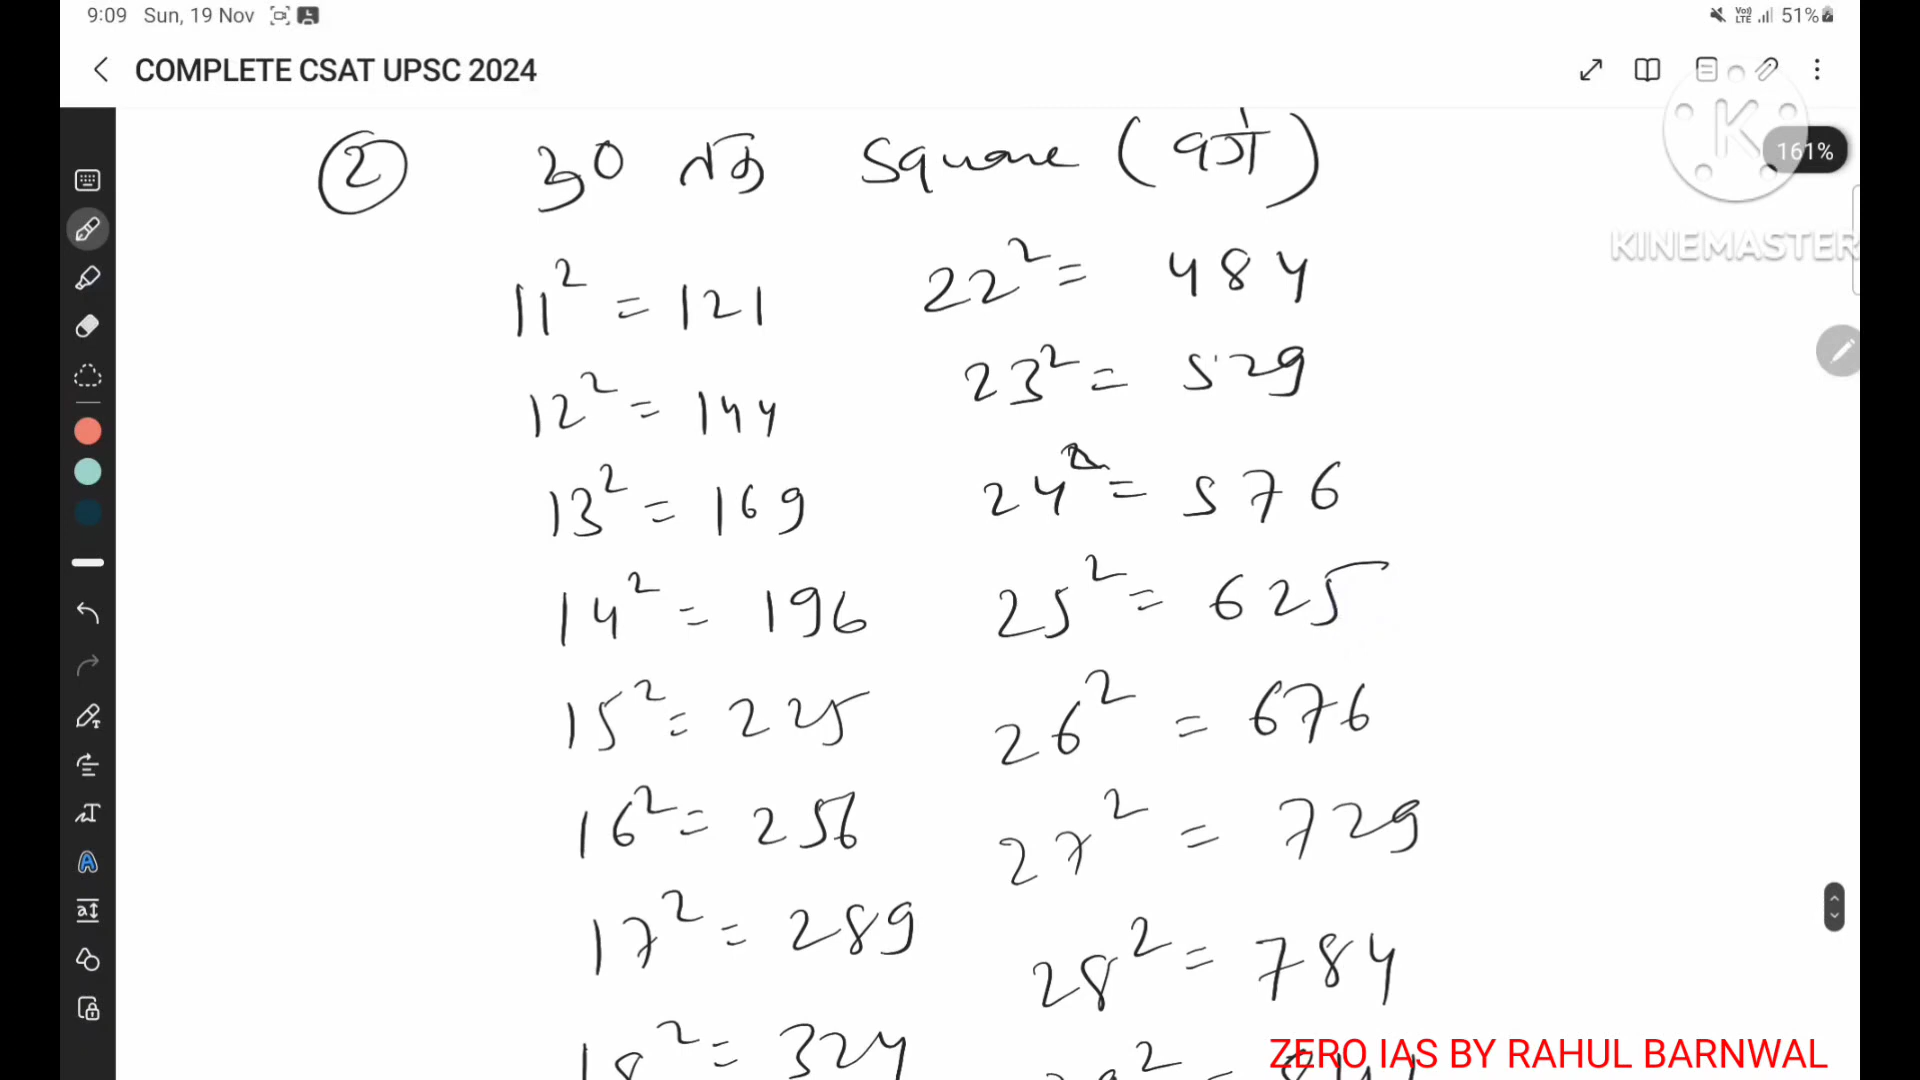 9:09 Sun, 19 Nov
51%
COMPLETE CSAT UPSC 2024
161%
KINEMASTER
② 30 तक Square (वर्ग)
11² = 121
12² = 144
13² = 169
14² = 196
15² = 225
16² = 256
17² = 289
18² = 324
22² = 484
23² = 529
24² = 576
25² = 625
26² = 676
27² = 729
28² = 784
ZERO IAS BY RAHUL BARNWAL